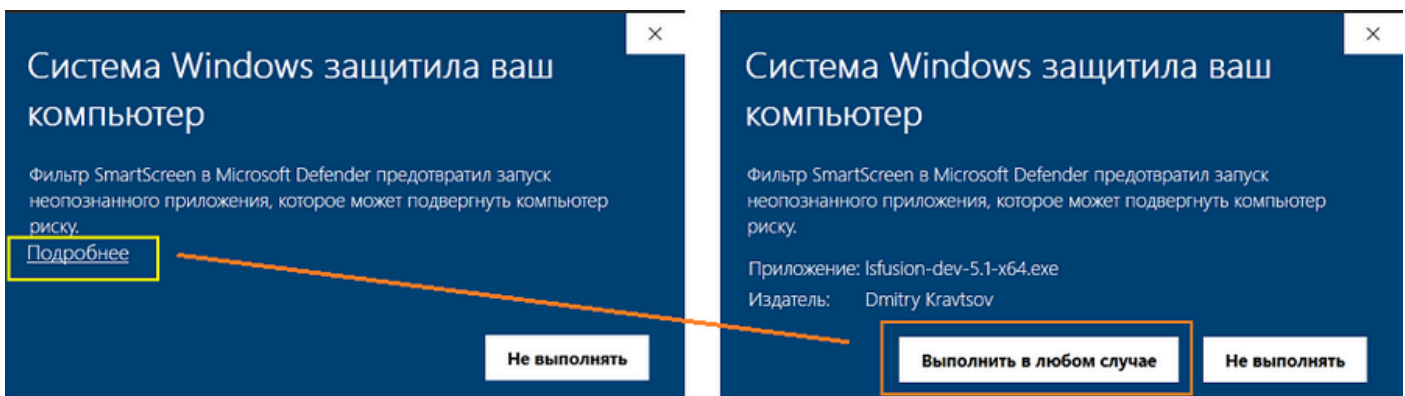 Система Windows защитила ваш
компьютер
Фильтр SmartScreen в Microsoft Defender предотвратил запуск
неопознанного приложения, которое может подвергнуть компьютер
риску.
Подробнее
Не выполнять
Система Windows защитила ваш
компьютер
Фильтр SmartScreen в Microsoft Defender предотвратил запуск
неопознанного приложения, которое может подвергнуть компьютер
риску.
Приложение: lsfusion-dev-5.1-x64.exe
Издатель: Dmitry Kravtsov
Выполнить в любом случае Не выполнять